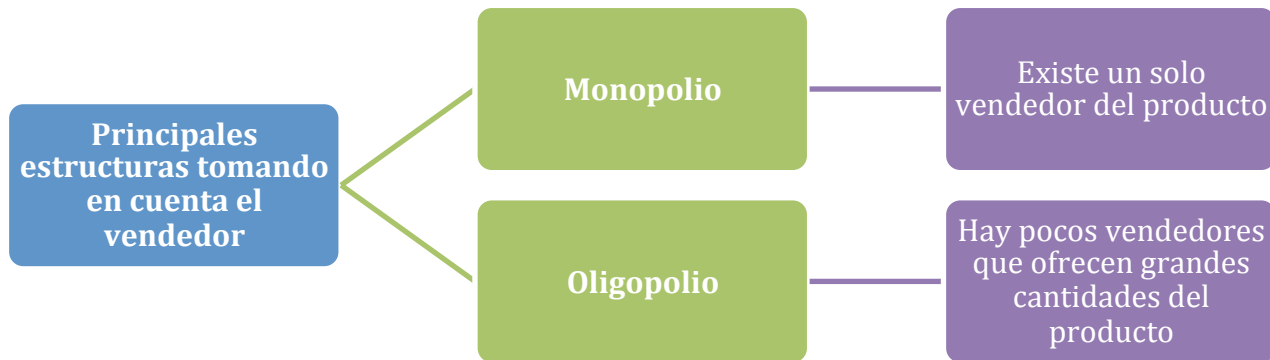 Principales
estructuras tomando
en cuenta el
vendedor
Monopolio
Existe un solo
vendedor del producto
Oligopolio
Hay pocos vendedores
que ofrecen grandes
cantidades del
producto